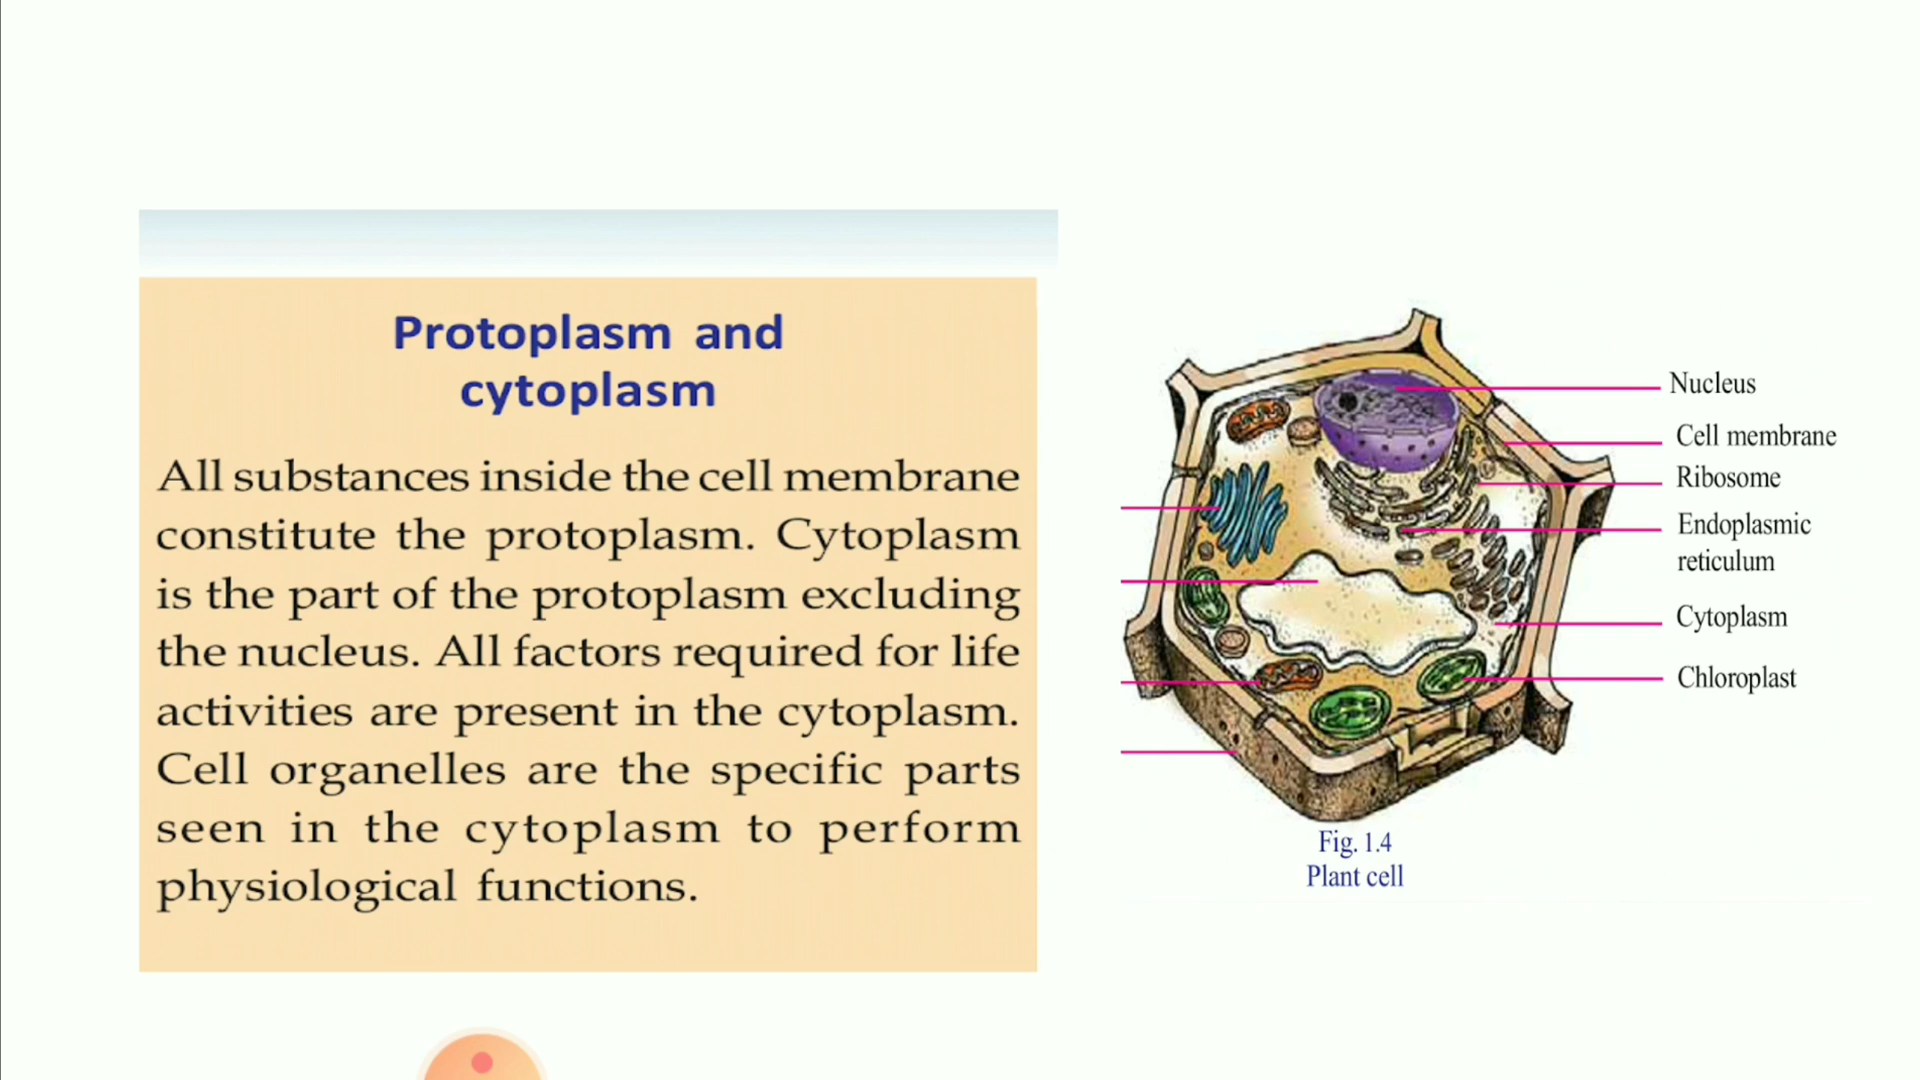 Protoplasm and
cytoplasm
All substances inside the cell membrane
constitute the protoplasm. Cytoplasm
is the part of the protoplasm excluding
the nucleus. All factors required for life
activities are present in the cytoplasm.
Cell organelles are the specific parts
seen in the cytoplasm to perform
physiological functions.
Nucleus
Cell membrane
Ribosome
Endoplasmic
reticulum
Cytoplasm
Chloroplast
Fig. 1.4
Plant cell